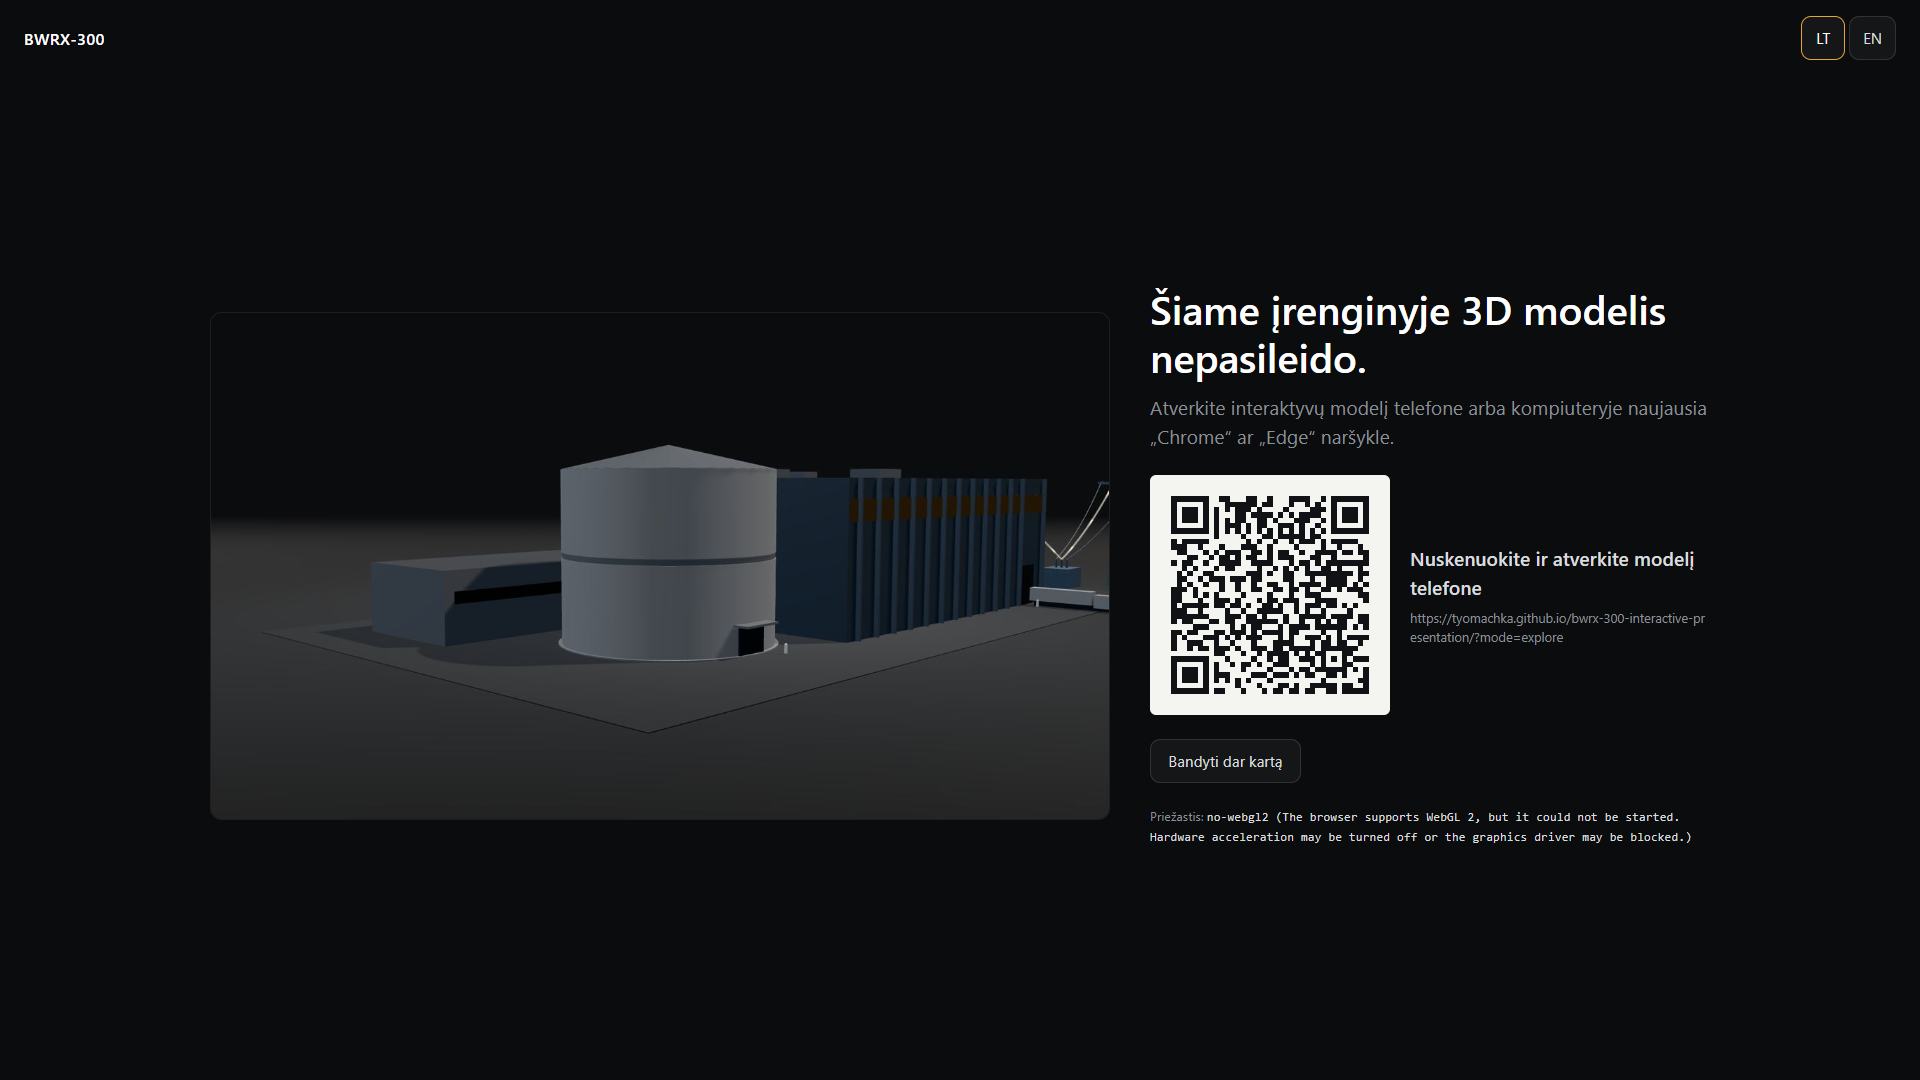 BWRX-300
LT
EN
Šiame įrenginyje 3D modelis
nepasileido.
Atverkite interaktyvų modelį telefone arba kompiuteryje naujausia
„Chrome“ ar „Edge“ naršykle.
Nuskenuokite ir atverkite modelį
telefone
https://tyomachka.github.io/bwrx-300-interactive-pr
esentation/?mode=explore
Bandyti dar kartą
Priežastis: no-webgl2 (The browser supports WebGL 2, but it could not be started.
Hardware acceleration may be turned off or the graphics driver may be blocked.)